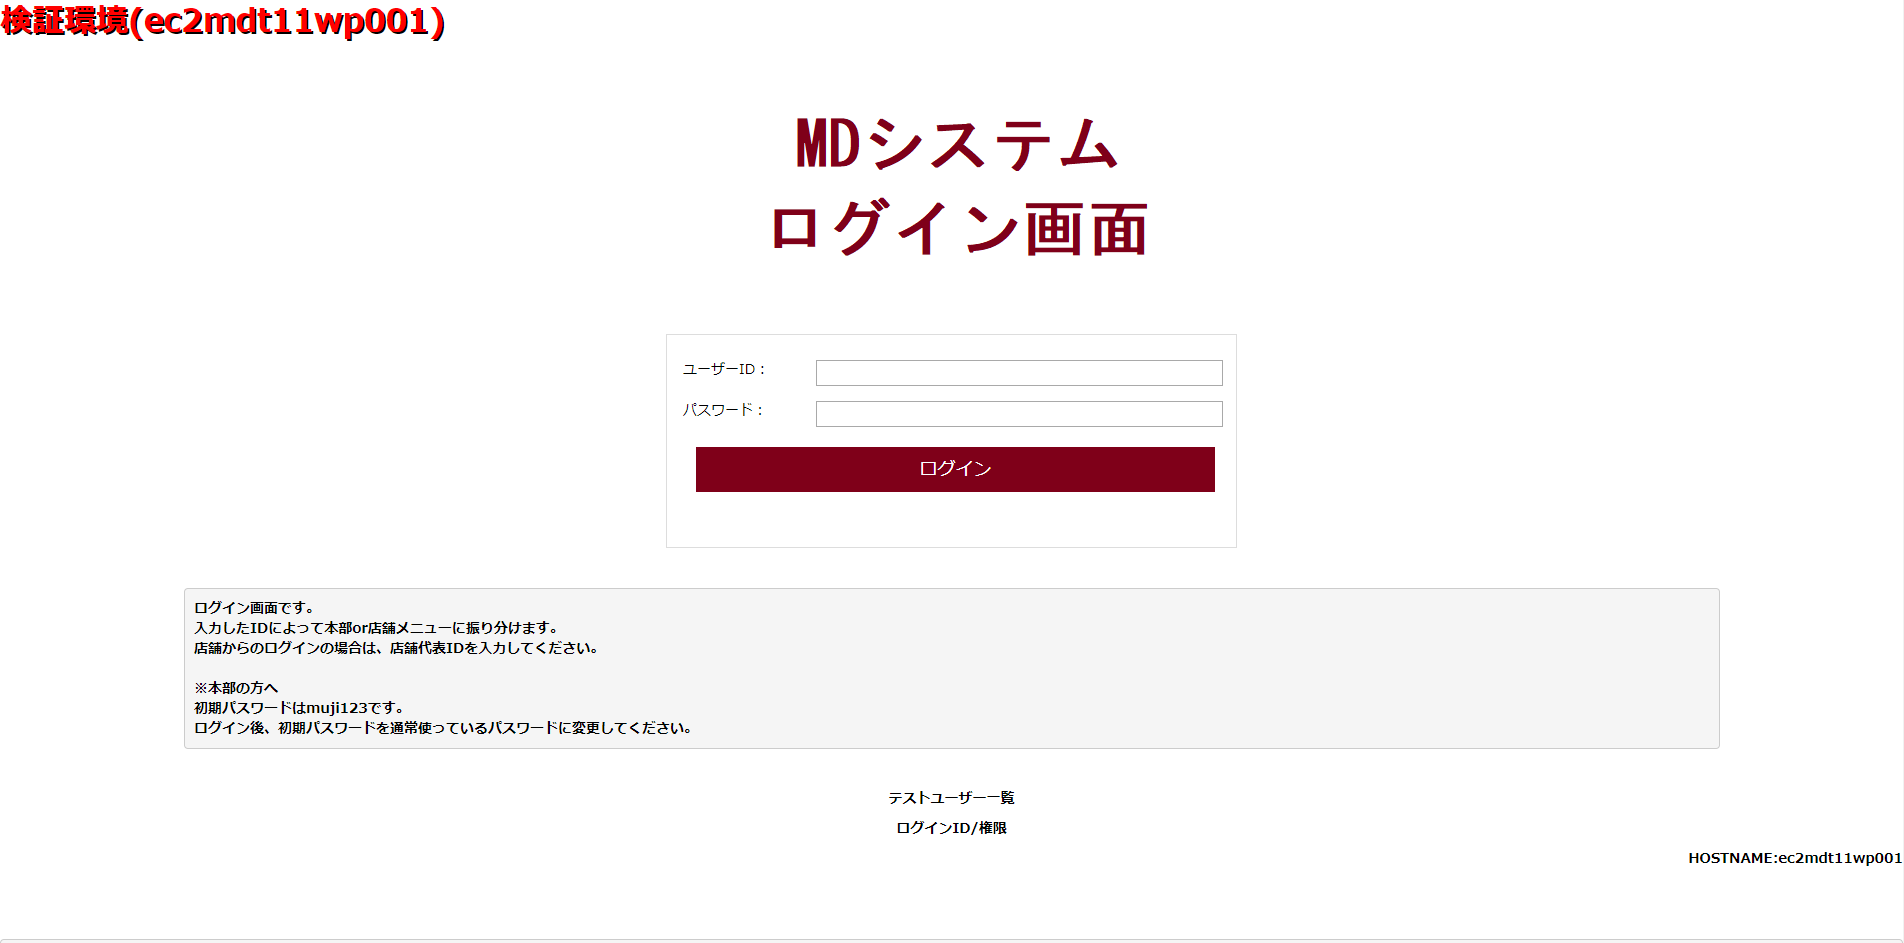 検証環境(ec2mdt11wp001)
MDシステム
ログイン画面
ユーザーID：
パスワード：
ログイン
ログイン画面です。
入力したIDによって本部or店舗メニューに振り分けます。
店舗からのログインの場合は、店舗代表IDを入力してください。
※本部の方へ
初期パスワードはmuji123です。
ログイン後、初期パスワードを通常使っているパスワードに変更してください。
テストユーザー一覧
ログインID/権限
HOSTNAME:ec2mdt11wp001